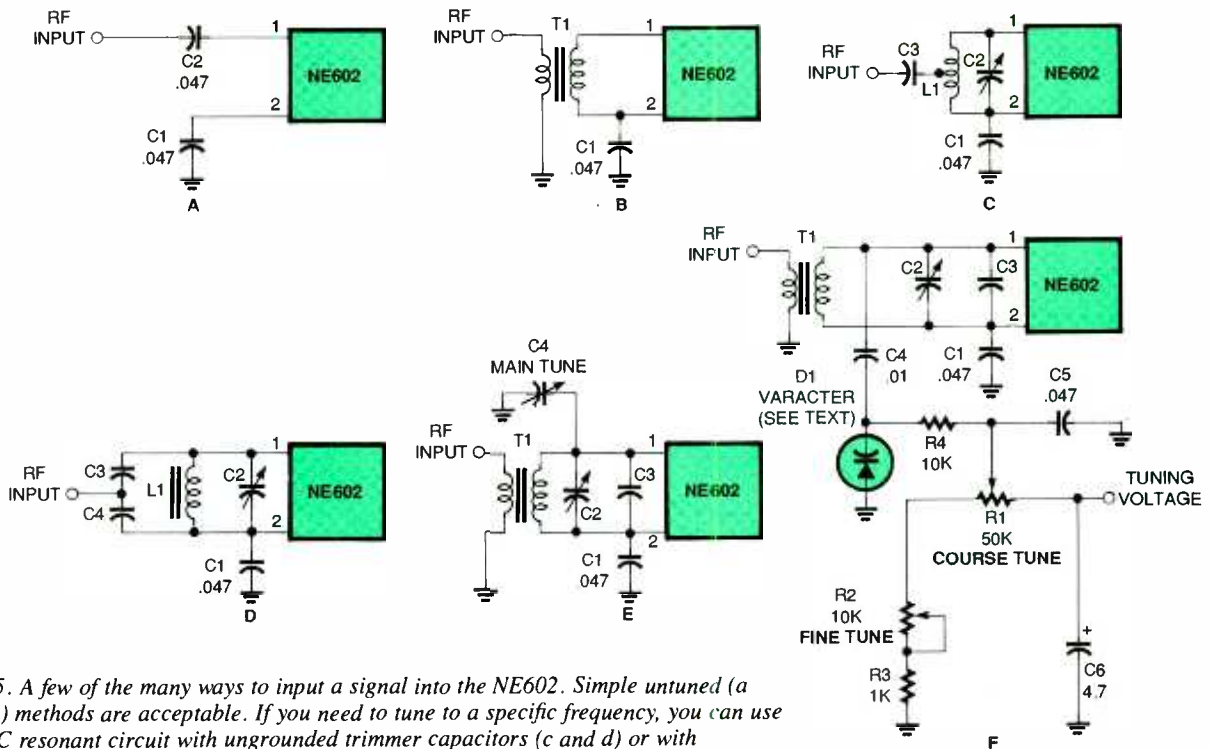 RF
INPUT
C2
.047
1
2
NE602
C1
.047
A
RF
INPUT
T1
1
2
NE602
C1
.047
B
RF
INPUT
C3
L1
C2
1
2
NE602
C1
.047
C
RF
INPUT
C3
C4
L1
C2
1
2
NE602
C1
.047
D
C4
MAIN TUNE
RF
INPUT
T1
C2
C3
1
2
NE602
C1
047
E
RF
INPUT
T1
C2
C3
1
2
NE602
C4
.01
C1
.047
D1
VARACTER
(SEE TEXT)
R4
10K
C5
.047
R1
50K
COURSE TUNE
TUNING
VOLTAGE
R2
10K
FINE TUNE
R3
1K
+
C6
4.7
F
5. A few of the many ways to input a signal into the NE602. Simple untuned (a
) methods are acceptable. If you need to tune to a specific frequency, you can use
C resonant circuit with ungrounded trimmer capacitors (c and d) or with